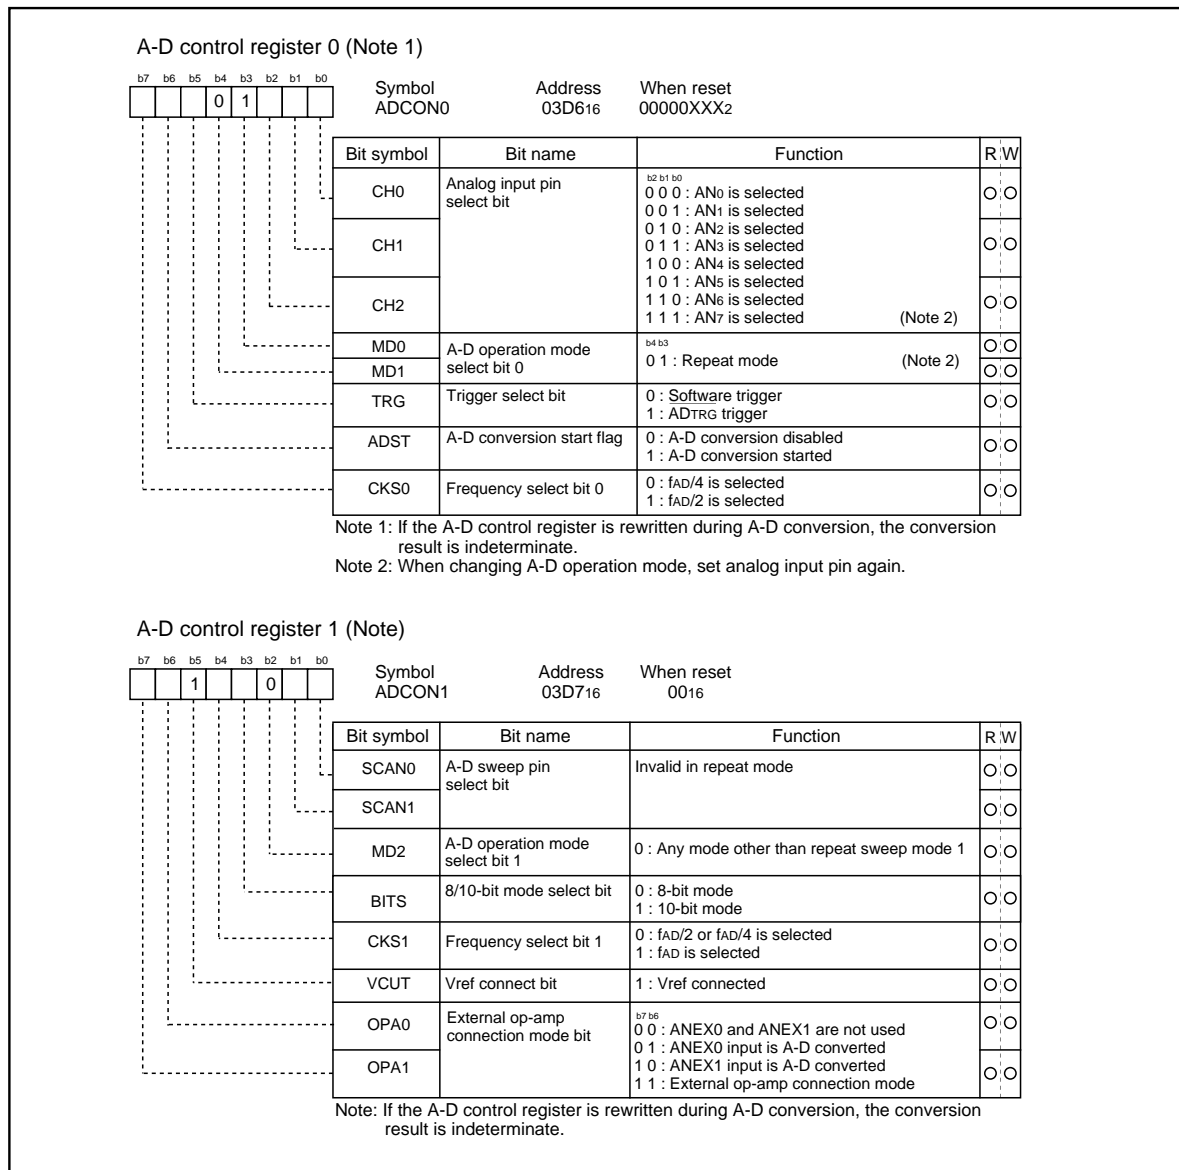 A-D control register 0 (Note 1)
b7 b6 b5 b4 b3 b2 b1 b0
0 1
Symbol Address When reset
ADCON0 03D616 00000XXX2
Bit symbol Bit name Function R W
CH0 Analog input pin select bit
b2 b1 b0
0 0 0 : AN0 is selected
0 0 1 : AN1 is selected
0 1 0 : AN2 is selected
CH1
0 1 1 : AN3 is selected
1 0 0 : AN4 is selected
1 0 1 : AN5 is selected
CH2
1 1 0 : AN6 is selected
1 1 1 : AN7 is selected (Note 2)
MD0 A-D operation mode select bit 0
b4 b3
0 1 : Repeat mode (Note 2)
MD1
TRG Trigger select bit
0 : Software trigger
1 : ADTRG trigger
ADST A-D conversion start flag
0 : A-D conversion disabled
1 : A-D conversion started
CKS0 Frequency select bit 0
0 : fAD/4 is selected
1 : fAD/2 is selected
Note 1: If the A-D control register is rewritten during A-D conversion, the conversion
result is indeterminate.
Note 2: When changing A-D operation mode, set analog input pin again.
A-D control register 1 (Note)
b7 b6 b5 b4 b3 b2 b1 b0
1 0
Symbol Address When reset
ADCON1 03D716 0016
Bit symbol Bit name Function R W
SCAN0 A-D sweep pin select bit Invalid in repeat mode
SCAN1
MD2 A-D operation mode select bit 1 0 : Any mode other than repeat sweep mode 1
BITS 8/10-bit mode select bit
0 : 8-bit mode
1 : 10-bit mode
CKS1 Frequency select bit 1
0 : fAD/2 or fAD/4 is selected
1 : fAD is selected
VCUT Vref connect bit 1 : Vref connected
OPA0 External op-amp connection mode bit
b7 b6
0 0 : ANEX0 and ANEX1 are not used
0 1 : ANEX0 input is A-D converted
OPA1
1 0 : ANEX1 input is A-D converted
1 1 : External op-amp connection mode
Note: If the A-D control register is rewritten during A-D conversion, the conversion
result is indeterminate.